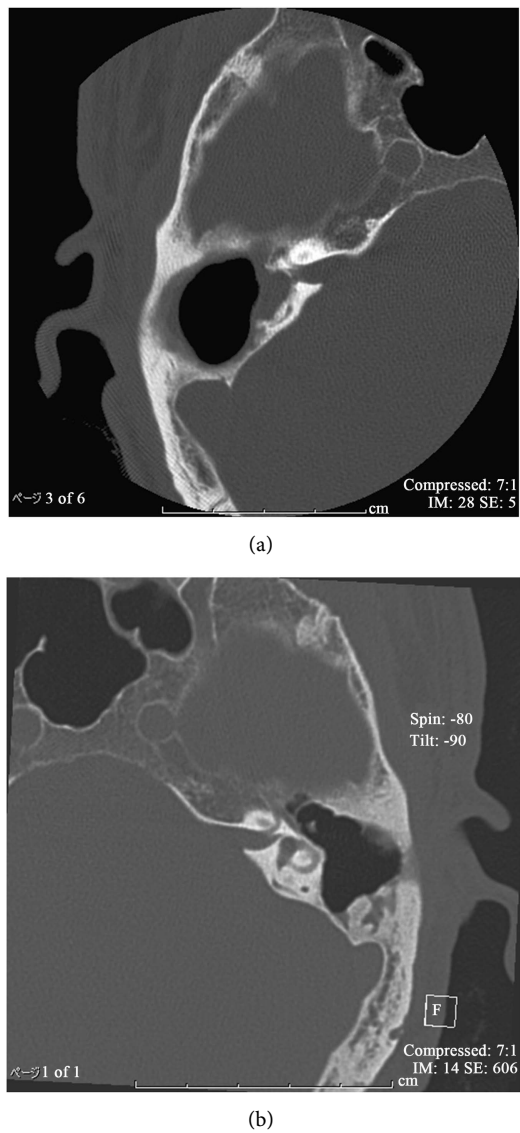 ページ 3 of 6
Compressed: 7:1
IM: 28 SE: 5
cm
(a)
Spin: -80
Tilt: -90
F
Compressed: 7:1
IM: 14 SE: 606
ページ 1 of 1
cm
(b)